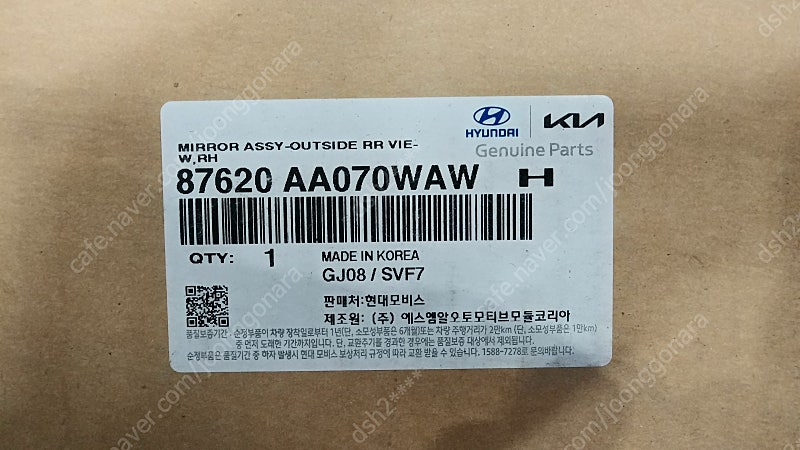 HYUNDAI KIA
Genuine Parts
MIRROR ASSY-OUTSIDE RR VIE-
W,RH
87620 AA070WAW H
QTY: 1 MADE IN KOREA
GJ08 / SVF7
판매처:현대모비스
제조원: (주) 에스엠알오토모티브모듈코리아
품질보증기간 : 순정부품이 차량 장착일로부터 1년(단, 소모성부품은 6개월)또는 차량 주행거리가 2만km (단, 소모성부품은 1만km)
중 먼저 도래한 기간까지입니다. 단, 교환주기를 경과한 경우에는 품질보증 대상에서 제외됩니다.
순정부품은 품질기간 중 하자 발생시 현대 모비스 보상처리 규정에 따라 교환 받을 수 있습니다. 1588-7278로 문의바랍니다.
dsh2****
cafe.naver.com/joonggonara